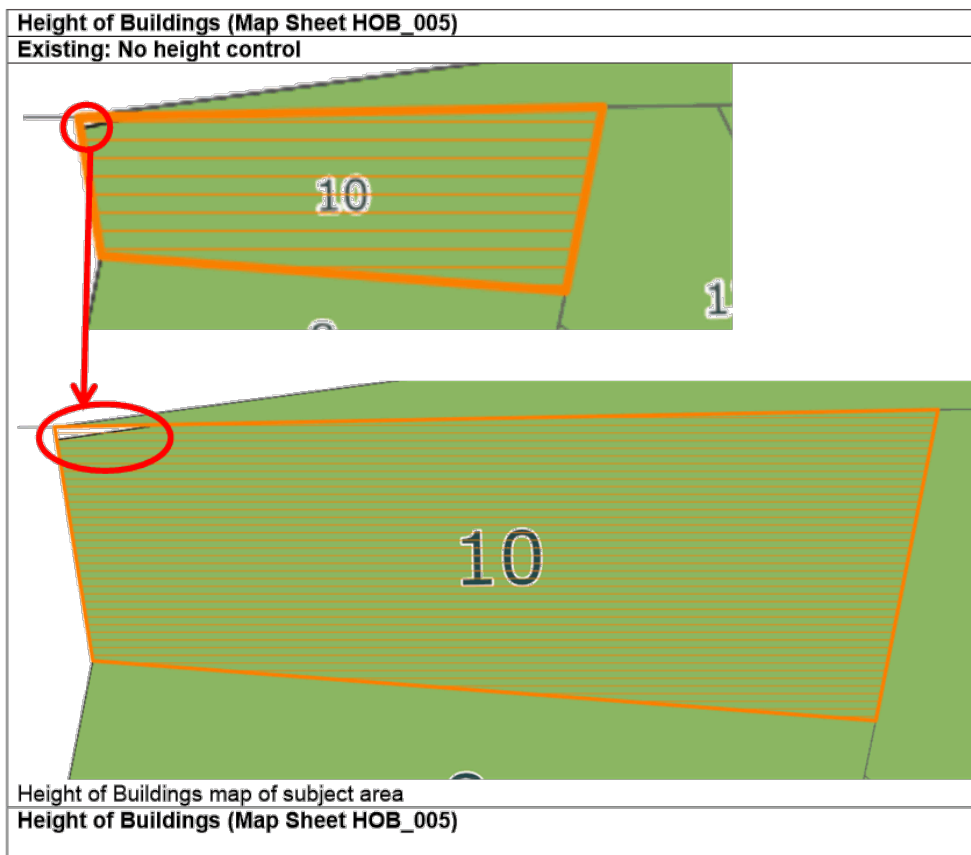 Height of Buildings (Map Sheet HOB_005)
Existing: No height control
10
10
Height of Buildings map of subject area
Height of Buildings (Map Sheet HOB_005)